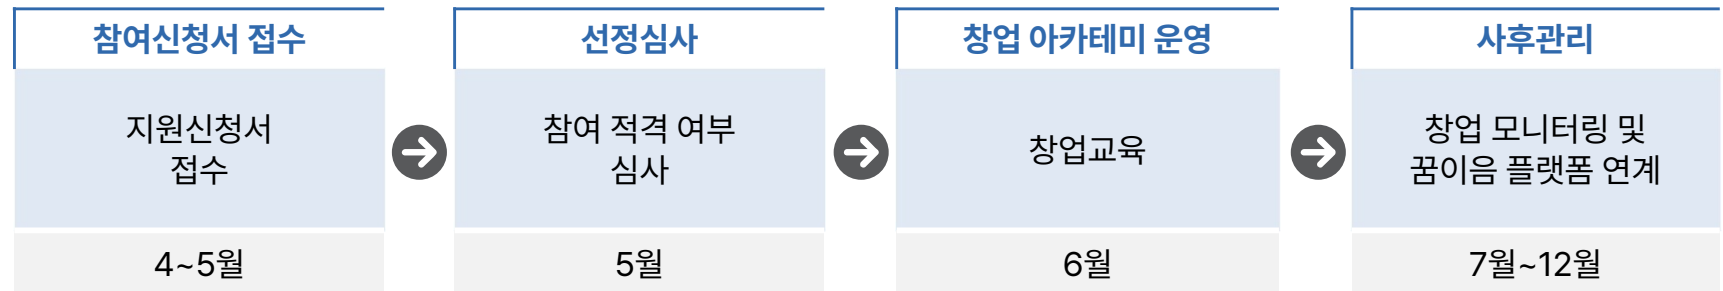 참여신청서 접수
선정심사
창업 아카테미 운영
사후관리
지원신청서
접수
참여 적격 여부
심사
창업교육
창업 모니터링 및
꿈이음 플랫폼 연계
4~5월
5월
6월
7월~12월